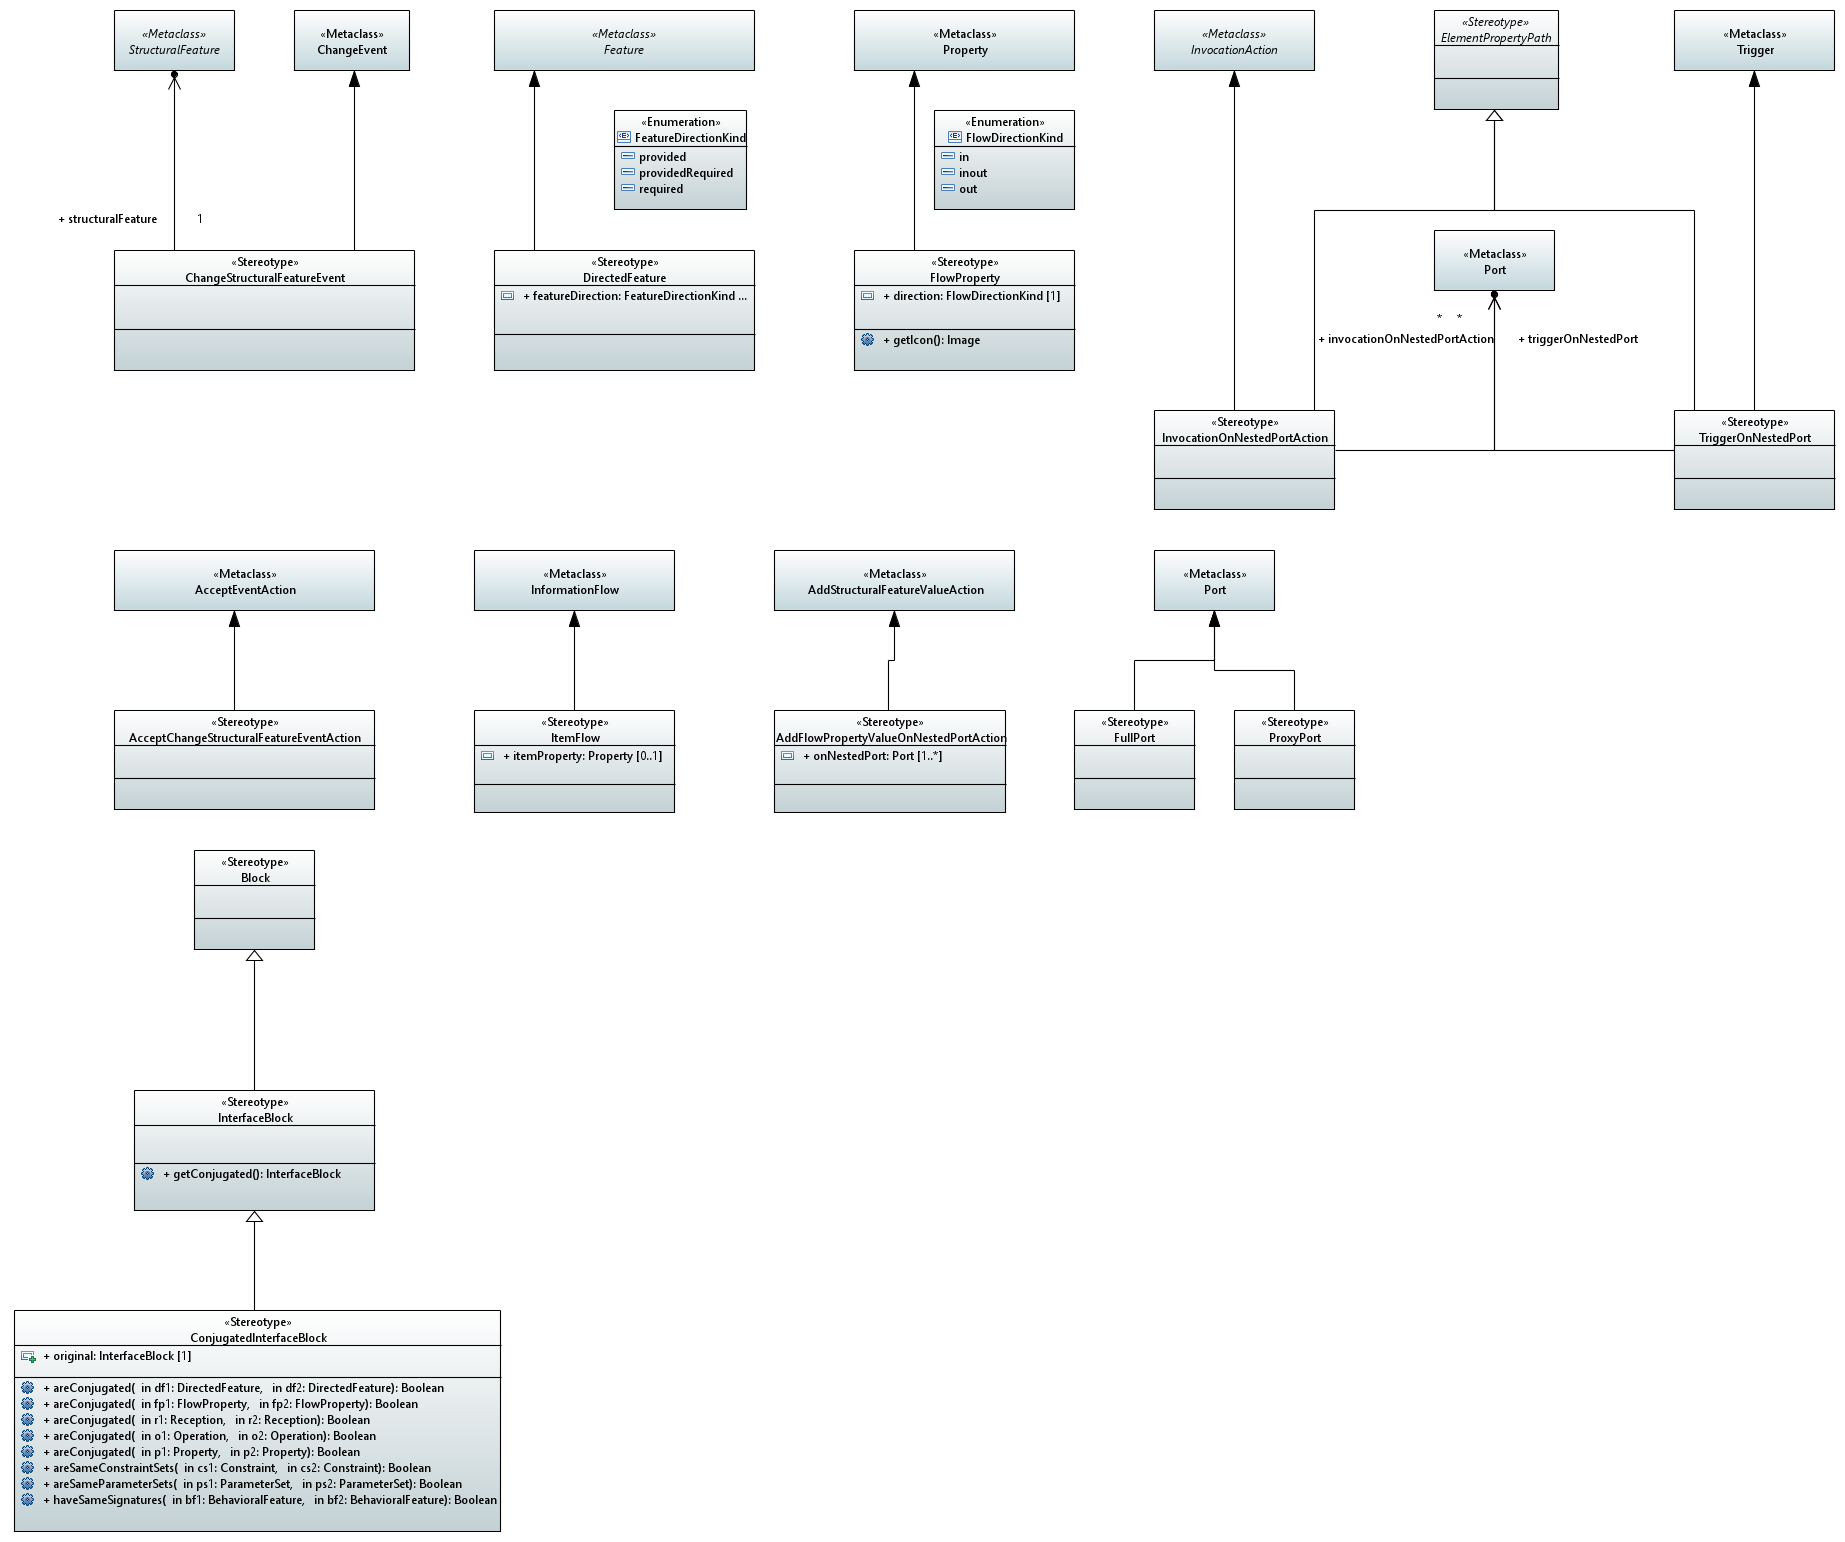 «Metaclass»
StructuralFeature
«Metaclass»
ChangeEvent
«Metaclass»
Feature
«Metaclass»
Property
«Metaclass»
InvocationAction
«Stereotype»
ElementPropertyPath
«Metaclass»
Trigger
«Enumeration»
FeatureDirectionKind
provided
providedRequired
required
«Enumeration»
FlowDirectionKind
in
inout
out
+ structuralFeature
1
«Stereotype»
ChangeStructuralFeatureEvent
«Stereotype»
DirectedFeature
+ featureDirection: FeatureDirectionKind ...
«Stereotype»
FlowProperty
+ direction: FlowDirectionKind [1]
+ getIcon(): Image
«Metaclass»
Port
* *
+ invocationOnNestedPortAction
+ triggerOnNestedPort
«Stereotype»
InvocationOnNestedPortAction
«Stereotype»
TriggerOnNestedPort
«Metaclass»
AcceptEventAction
«Metaclass»
InformationFlow
«Metaclass»
AddStructuralFeatureValueAction
«Metaclass»
Port
«Stereotype»
AcceptChangeStructuralFeatureEventAction
«Stereotype»
ItemFlow
+ itemProperty: Property [0..1]
«Stereotype»
AddFlowPropertyValueOnNestedPortAction
+ onNestedPort: Port [1..*]
«Stereotype»
FullPort
«Stereotype»
ProxyPort
«Stereotype»
Block
«Stereotype»
InterfaceBlock
+ getConjugated(): InterfaceBlock
«Stereotype»
ConjugatedInterfaceBlock
+ original: InterfaceBlock [1]
+ areConjugated( in df1: DirectedFeature, in df2: DirectedFeature): Boolean
+ areConjugated( in fp1: FlowProperty, in fp2: FlowProperty): Boolean
+ areConjugated( in r1: Reception, in r2: Reception): Boolean
+ areConjugated( in o1: Operation, in o2: Operation): Boolean
+ areConjugated( in p1: Property, in p2: Property): Boolean
+ areSameConstraintSets( in cs1: Constraint, in cs2: Constraint): Boolean
+ areSameParameterSets( in ps1: ParameterSet, in ps2: ParameterSet): Boolean
+ haveSameSignatures( in bf1: BehavioralFeature, in bf2: BehavioralFeature): Boolean